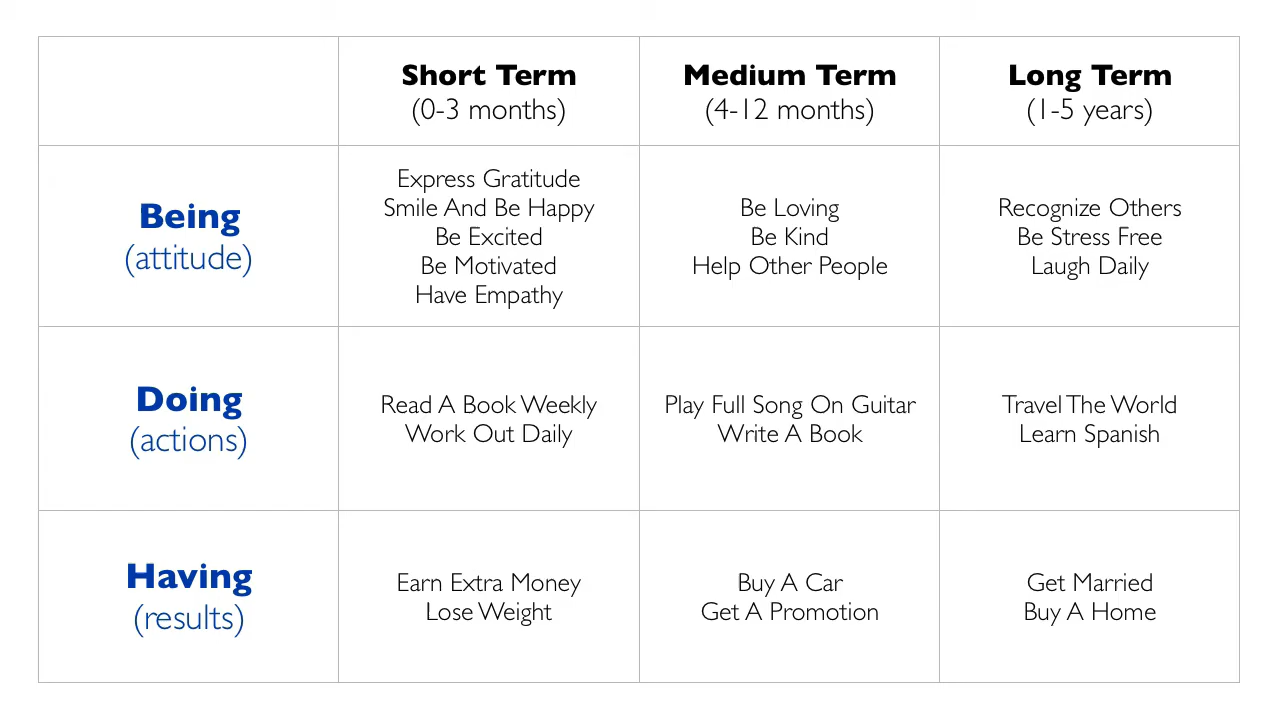 Short Term
(0-3 months)
Medium Term
(4-12 months)
Long Term
(1-5 years)
Being
(attitude)
Express Gratitude
Smile And Be Happy
Be Excited
Be Motivated
Have Empathy
Be Loving
Be Kind
Help Other People
Recognize Others
Be Stress Free
Laugh Daily
Doing
(actions)
Read A Book Weekly
Work Out Daily
Play Full Song On Guitar
Write A Book
Travel The World
Learn Spanish
Having
(results)
Earn Extra Money
Lose Weight
Buy A Car
Get A Promotion
Get Married
Buy A Home